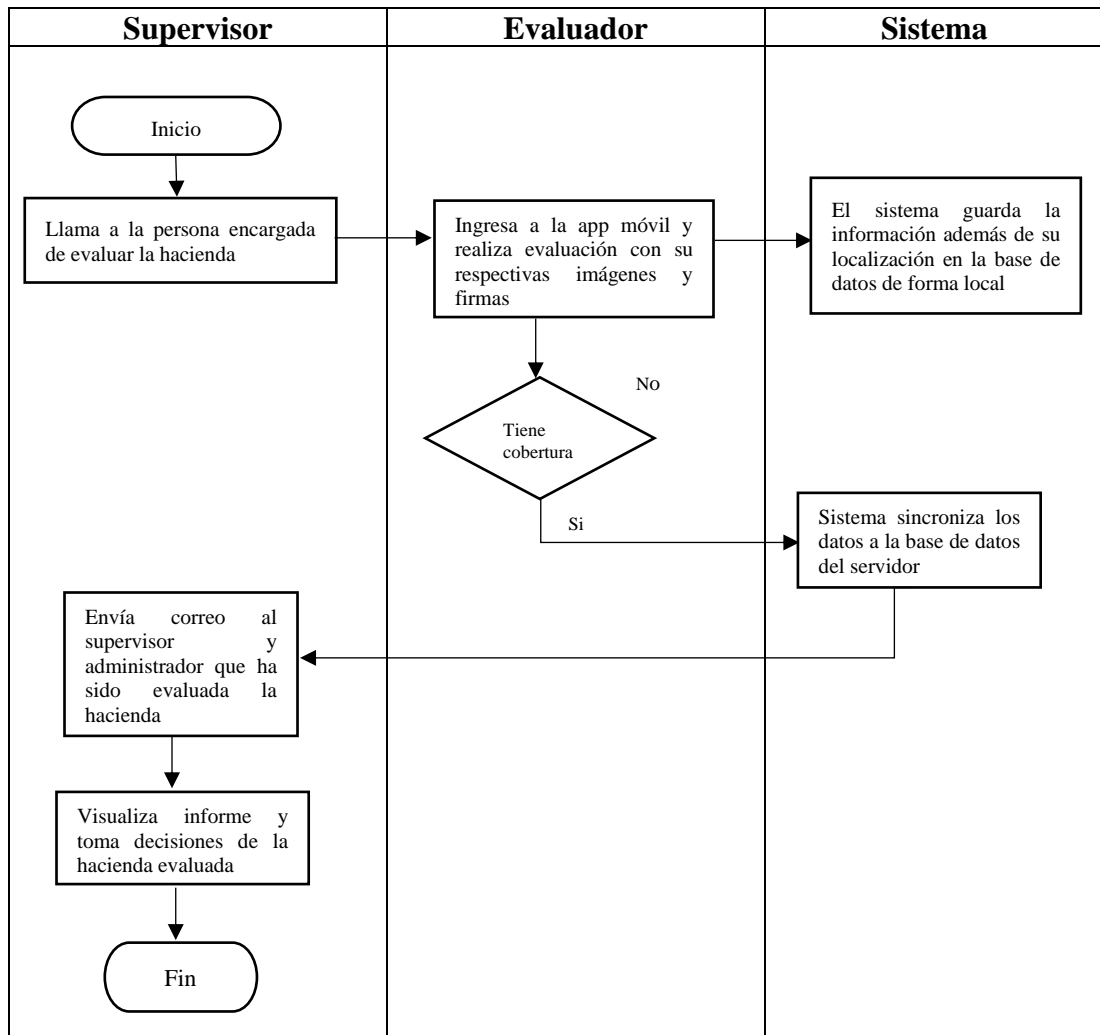 Supervisor
Evaluador
Sistema
Inicio
Llama a la persona encargada
de evaluar la hacienda
Ingresa a la app móvil y
realiza evaluación con su
respectivas imágenes y
firmas
El sistema guarda la
información además de su
localización en la base de
datos de forma local
No
Tiene
cobertura
Si
Sistema sincroniza los
datos a la base de datos
del servidor
Envía correo al
supervisor y
administrador que ha
sido evaluada la
hacienda
Visualiza informe y
toma decisiones de la
hacienda evaluada
Fin